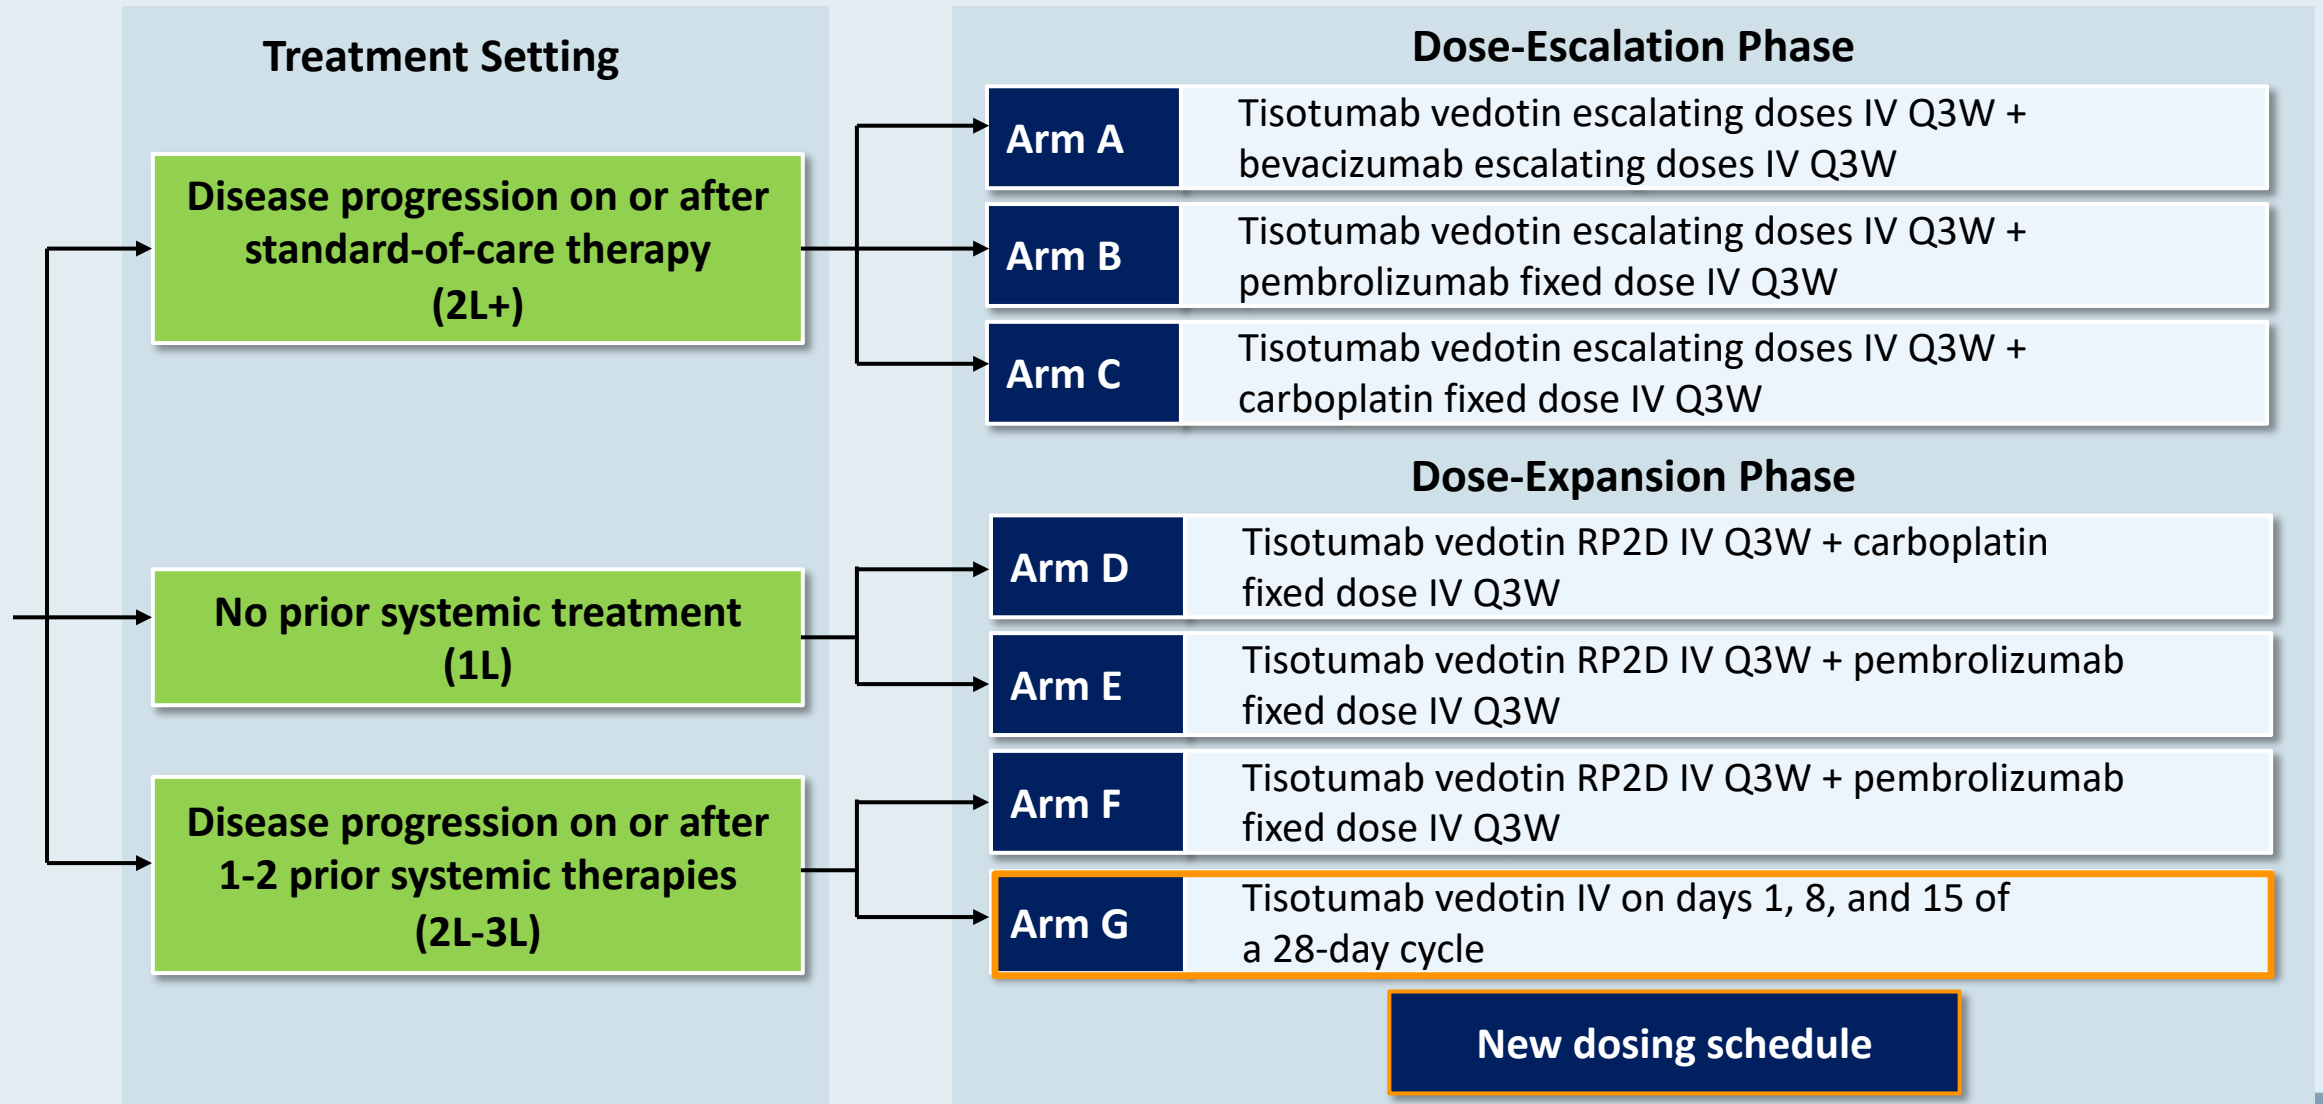 Treatment Setting
Disease progression on or after
standard-of-care therapy
(2L+)
No prior systemic treatment
(1L)
Disease progression on or after
1-2 prior systemic therapies
(2L-3L)
Dose-Escalation Phase
Arm A
Tisotumab vedotin escalating doses IV Q3W +
bevacizumab escalating doses IV Q3W
Arm B
Tisotumab vedotin escalating doses IV Q3W +
pembrolizumab fixed dose IV Q3W
Arm C
Tisotumab vedotin escalating doses IV Q3W +
carboplatin fixed dose IV Q3W
Dose-Expansion Phase
Arm D
Tisotumab vedotin RP2D IV Q3W + carboplatin
fixed dose IV Q3W
Arm E
Tisotumab vedotin RP2D IV Q3W + pembrolizumab
fixed dose IV Q3W
Arm F
Tisotumab vedotin RP2D IV Q3W + pembrolizumab
fixed dose IV Q3W
Arm G
Tisotumab vedotin IV on days 1, 8, and 15 of
a 28-day cycle
New dosing schedule